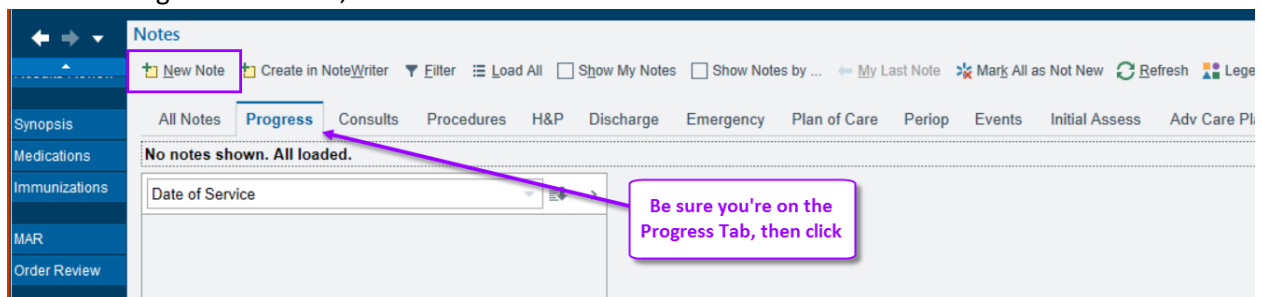 Notes
New Note Create in NoteWriter Filter Load All Show My Notes Show Notes by ... My Last Note Mark All as Not New Refresh Lege
Synopsis
Medications
Immunizations
MAR
Order Review
All Notes Progress Consults Procedures H&P Discharge Emergency Plan of Care Periop Events Initial Assess Adv Care Pla
No notes shown. All loaded.
Date of Service
Be sure you're on the
Progress Tab, then click